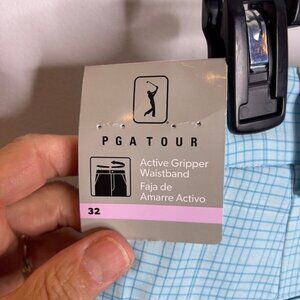 PGA TOUR
Active Gripper
Waistband
Faja de
Amarre Activo
32